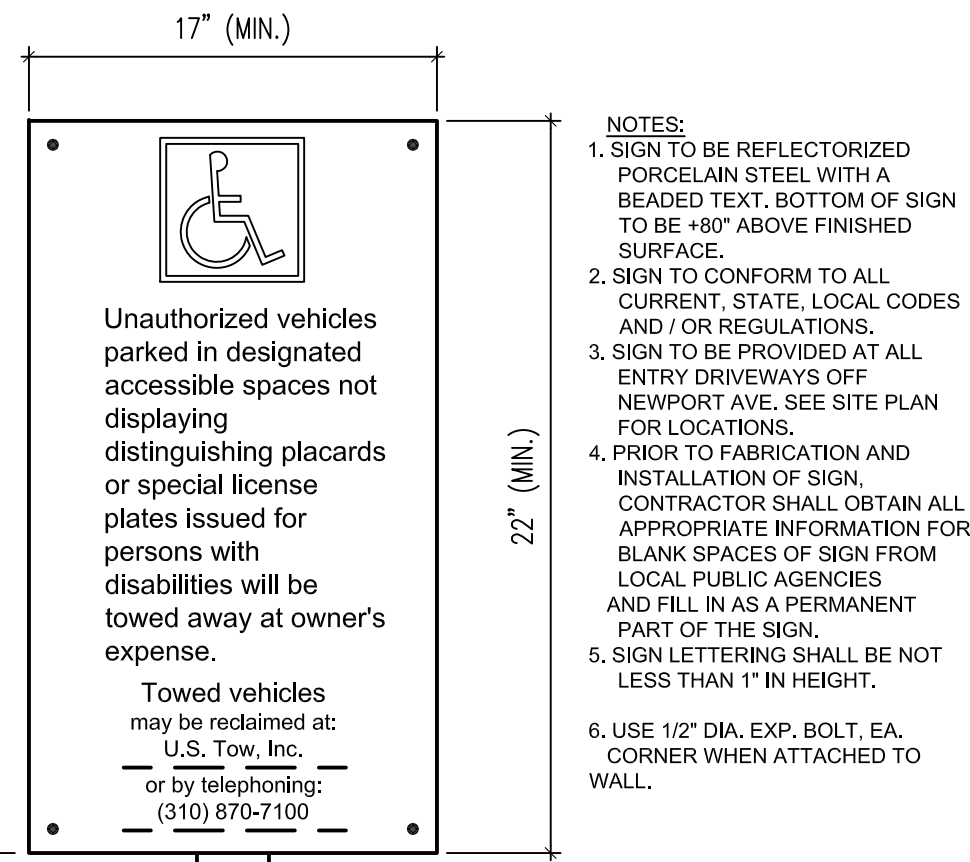 17” (MIN.)
Unauthorized vehicles
parked in designated
accessible spaces not
displaying
distinguishing placards
or special license
plates issued for
persons with
disabilities will be
towed away at owner's
expense.
Towed vehicles
may be reclaimed at:
U.S. Tow, Inc.
or by telephoning:
(310) 870-7100
22” (MIN.)
NOTES:
1. SIGN TO BE REFLECTORIZED
PORCELAIN STEEL WITH A
BEADED TEXT. BOTTOM OF SIGN
TO BE +80" ABOVE FINISHED
SURFACE.
2. SIGN TO CONFORM TO ALL
CURRENT, STATE, LOCAL CODES
AND / OR REGULATIONS.
3. SIGN TO BE PROVIDED AT ALL
ENTRY DRIVEWAYS OFF
NEWPORT AVE. SEE SITE PLAN
FOR LOCATIONS.
4. PRIOR TO FABRICATION AND
INSTALLATION OF SIGN,
CONTRACTOR SHALL OBTAIN ALL
APPROPRIATE INFORMATION FOR
BLANK SPACES OF SIGN FROM
LOCAL PUBLIC AGENCIES
AND FILL IN AS A PERMANENT
PART OF THE SIGN.
5. SIGN LETTERING SHALL BE NOT
LESS THAN 1" IN HEIGHT.
6. USE 1/2" DIA. EXP. BOLT, EA.
CORNER WHEN ATTACHED TO
WALL.